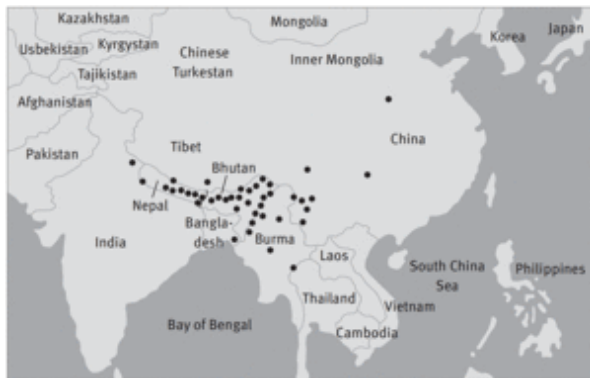 Kazakhstan
Mongolia
Japan
Korea
Usbekistan
Kyrgystan
Chinese
Turkestan
Inner Mongolia
Tajikistan
Afghanistan
China
Tibet
Pakistan
Bhutan
Nepal
Bangla-
desh
India
Burma
Laos
South China
Sea
Philippines
Thailand
Vietnam
Bay of Bengal
Cambodia